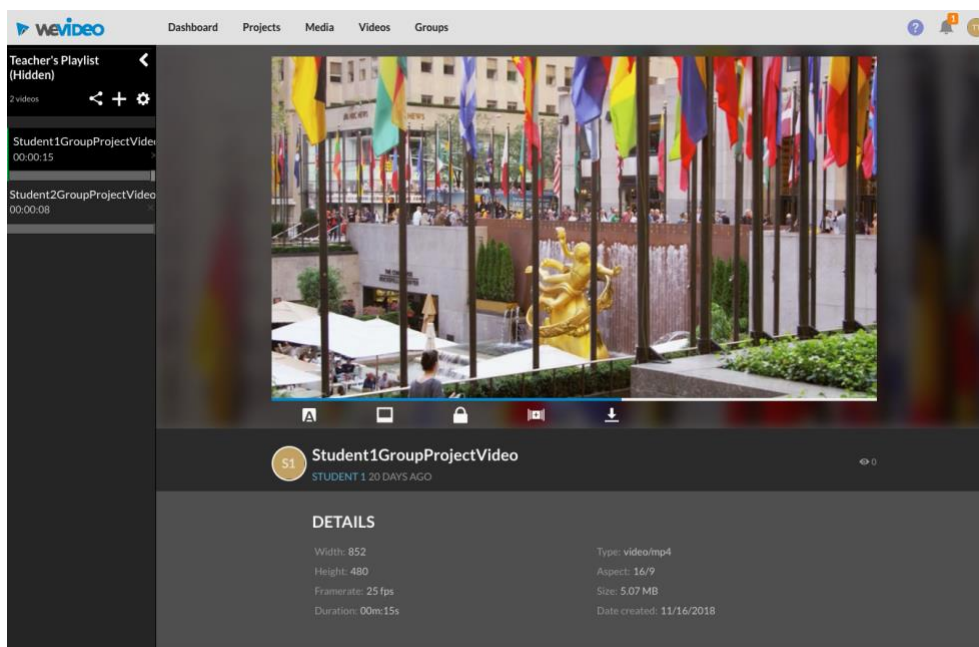 WeVideo
Dashboard Projects Media Videos Groups
? 1
Teacher's Playlist
(Hidden)
2 videos
Student1GroupProjectVide
00:00:15
Student2GroupProjectVideo
00:00:08
NEWS
A
S1
Student1GroupProjectVideo
STUDENT 1 20 DAYS AGO
0
DETAILS
Width: 852
Type: video/mp4
Height: 480
Aspect: 16/9
Framerate: 25 fps
Size: 5.07 MB
Duration: 00m:15s
Date created: 11/16/2018